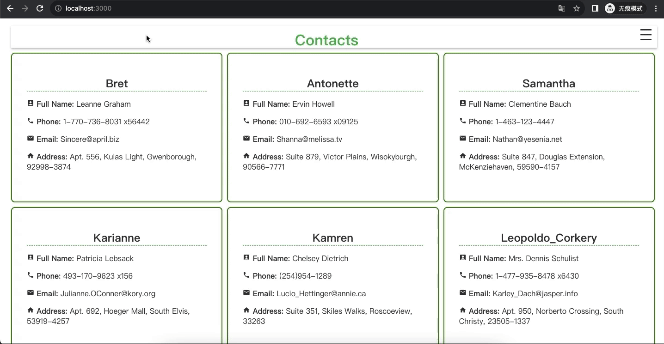 localhost:3000
无痕模式
Contacts
Bret
Full Name: Leanne Graham
Phone: 1-770-736-8031 x56442
Email: Sincere@april.biz
Address: Apt. 556, Kulas Light, Gwenborough,
92998-3874
Antonette
Full Name: Ervin Howell
Phone: 010-692-6593 x09125
Email: Shanna@melissa.tv
Address: Suite 879, Victor Plains, Wisokyburgh,
90566-7771
Samantha
Full Name: Clementine Bauch
Phone: 1-463-123-4447
Email: Nathan@yesenia.net
Address: Suite 847, Douglas Extension,
McKenziehaven, 59590-4157
Karianne
Full Name: Patricia Lebsack
Phone: 493-170-9623 x156
Email: Julianne.OConner@kory.org
Address: Apt. 692, Hoeger Mall, South Elvis,
53919-4257
Kamren
Full Name: Chelsey Dietrich
Phone: (254)954-1289
Email: Lucio_Hettinger@annie.ca
Address: Suite 351, Skiles Walks, Roscoeview,
33263
Leopoldo_Corkery
Full Name: Mrs. Dennis Schulist
Phone: 1-477-935-8478 x6430
Email: Karley_Dach@jasper.info
Address: Apt. 950, Norberto Crossing, South
Christy, 23505-1337